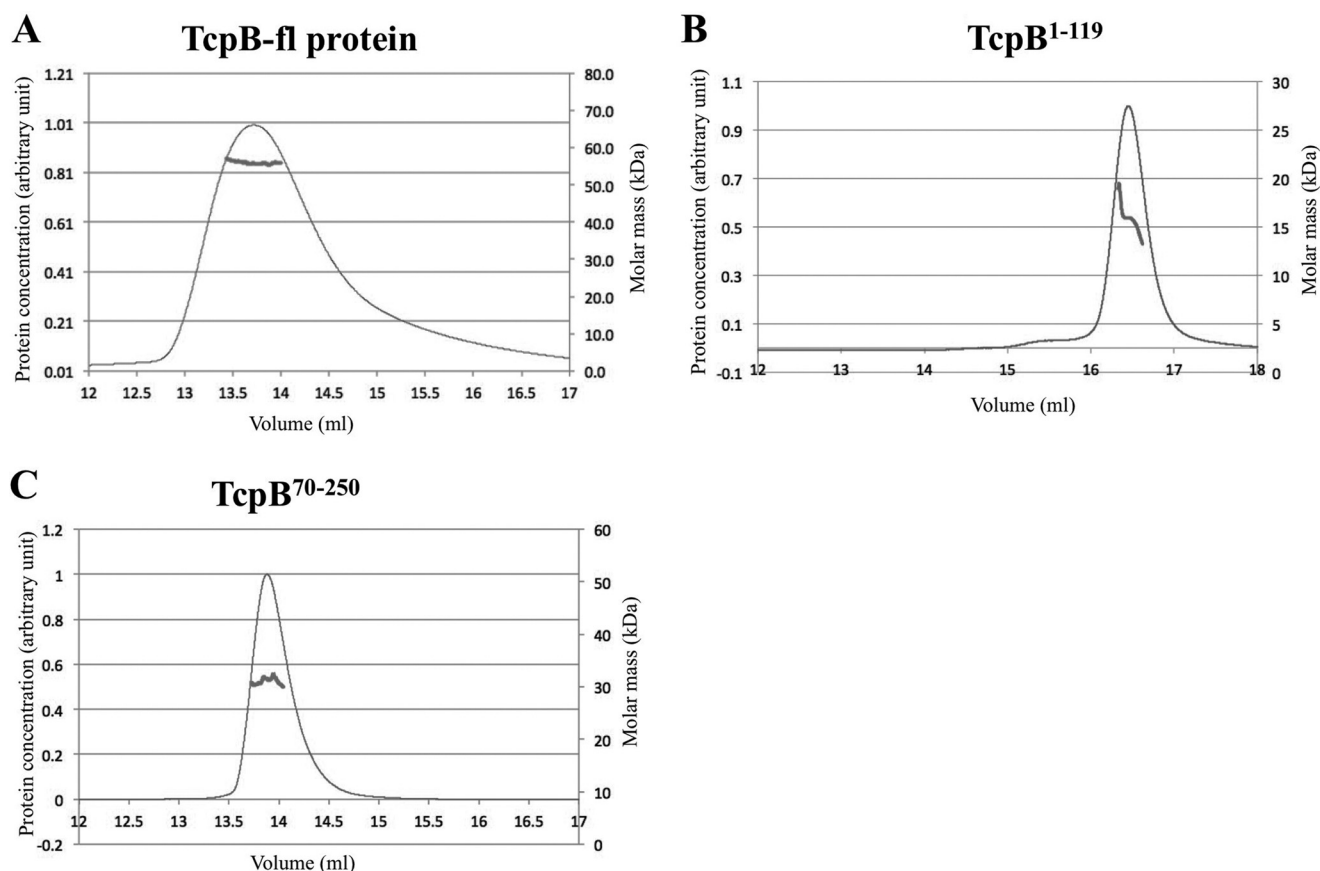 A
TcpB-fl protein
Protein concentration (arbitrary unit)
1.21
1.01
0.81
0.61
0.41
0.21
0.01
80.0
70.0
60.0
50.0
40.0
30.0
20.0
10.0
0.0
Molar mass (kDa)
12 12.5 13 13.5 14 14.5 15 15.5 16 16.5 17
Volume (ml)
B
TcpB1-119
Protein concentration (arbitrary unit)
1.1
0.9
0.7
0.5
0.3
0.1
-0.1
30
25
20
15
10
5
0
Molar mass (kDa)
12 13 14 15 16 17 18
Volume (ml)
C
TcpB70-250
Protein concentration (arbitrary unit)
1.2
1
0.8
0.6
0.4
0.2
0
-0.2
60
50
40
30
20
10
0
Molar mass (kDa)
12 12.5 13 13.5 14 14.5 15 15.5 16 16.5 17
Volume (ml)